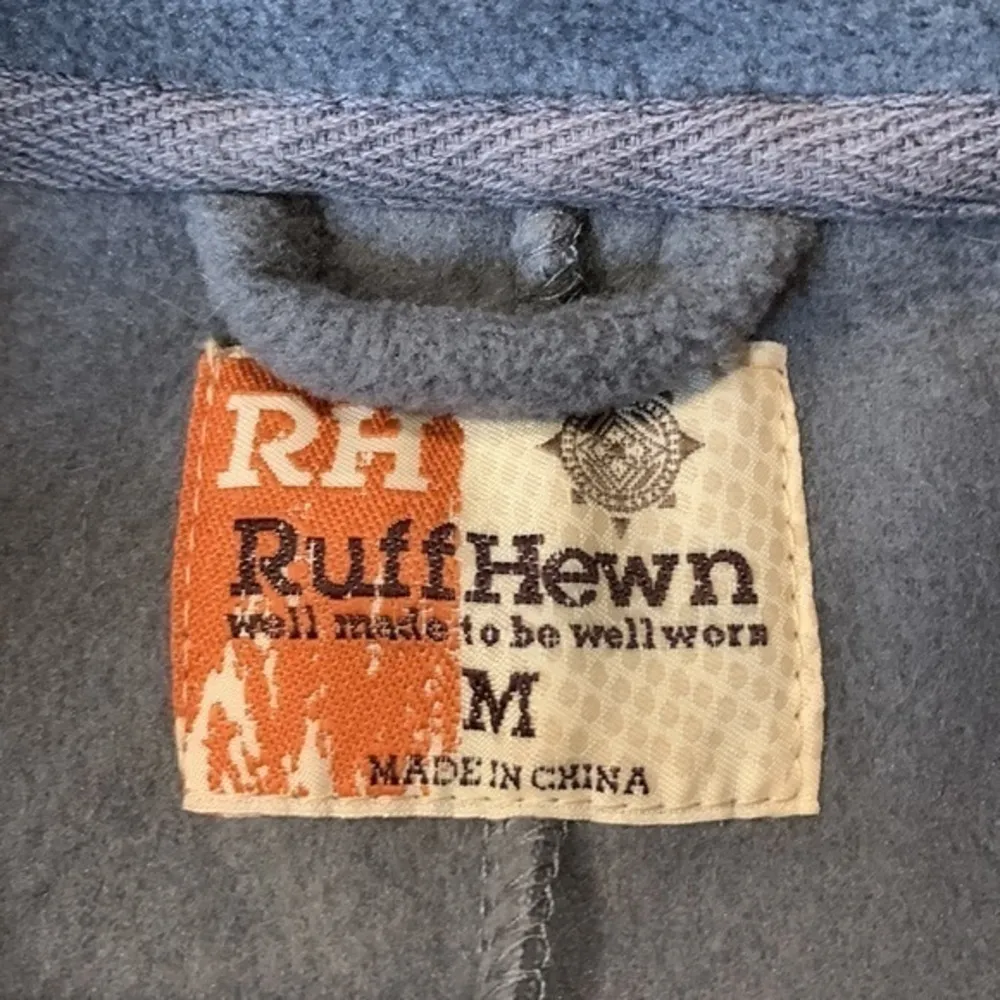 RH
RuffHewn
well made to be well worn
M
MADE IN CHINA